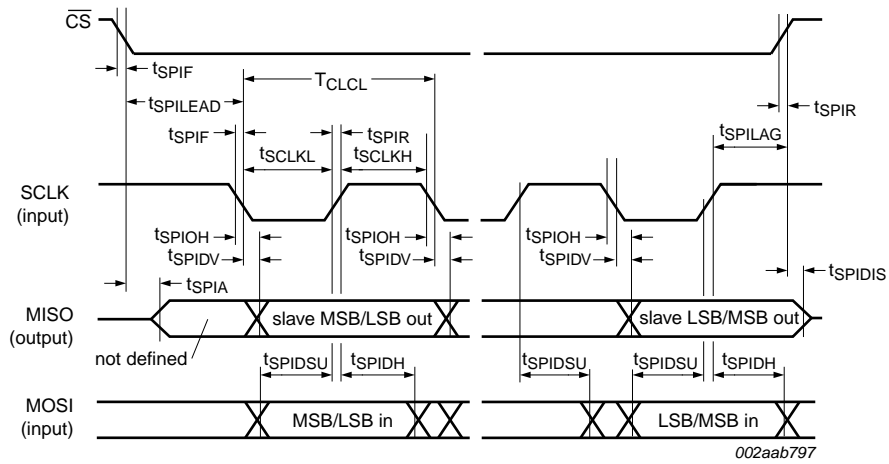 CS
tSPIF
TCLCL
tSPILEAD
tSPIR
tSPIF
tSPIR
tSPILAG
tSCLKL
tSCLKH
SCLK
(input)
tSPIOH
tSPIOH
tSPIOH
tSPIDV
tSPIDV
tSPIDV
tSPIDIS
tSPIA
MISO
(output)
slave MSB/LSB out
slave LSB/MSB out
not defined
tSPIDSU
tSPIDH
tSPIDSU
tSPIDSU
tSPIDH
MOSI
(input)
MSB/LSB in
LSB/MSB in
002aab797